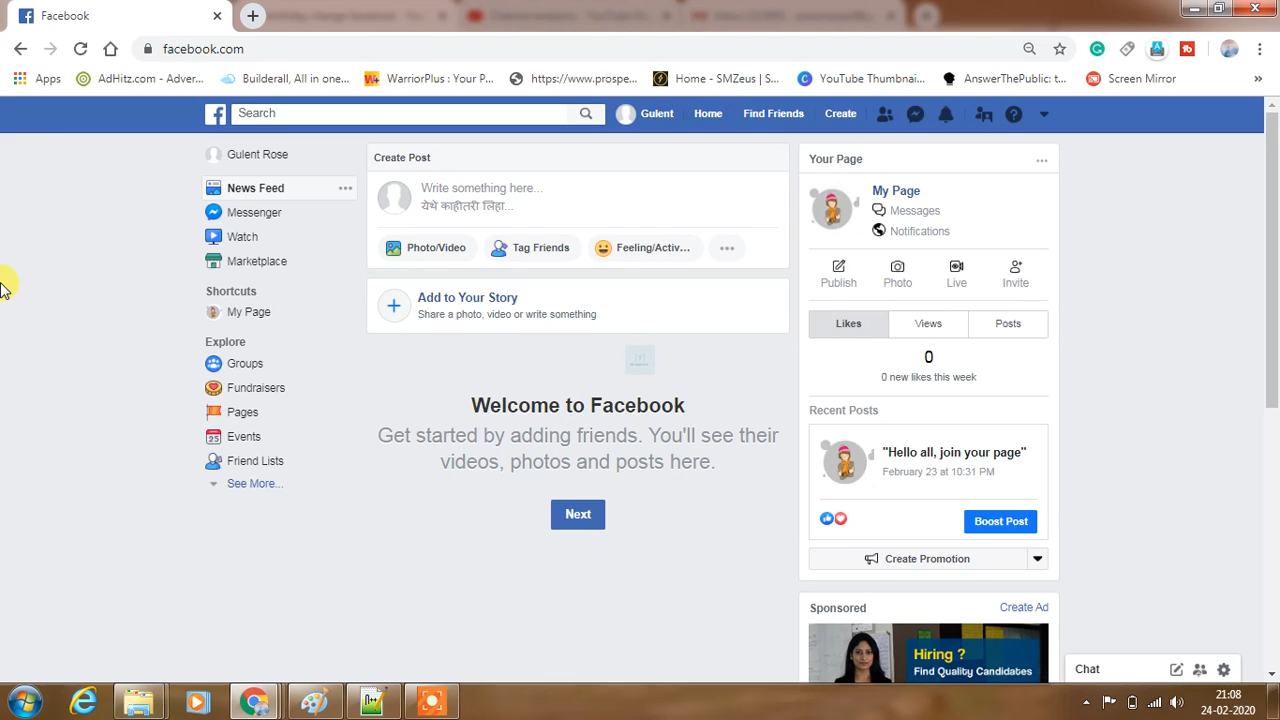 Facebook
facebook.com
Apps
AdHitz.com - Adver...
Builderall, All in one...
WarriorPlus : Your P...
https://www.prospe...
Home - SMZeus | S...
YouTube Thumbnai...
AnswerThePublic: t...
Screen Mirror
Search
Gulent
Home
Find Friends
Create
Gulent Rose
News Feed
Messenger
Watch
Marketplace
Shortcuts
My Page
Explore
Groups
Fundraisers
Pages
Events
Friend Lists
See More...
Create Post
Write something here...
येथे काहीतरी लिहा...
Photo/Video
Tag Friends
Feeling/Activ...
Add to Your Story
Share a photo, video or write something
Welcome to Facebook
Get started by adding friends. You'll see their
videos, photos and posts here.
Next
Your Page
My Page
Messages
Notifications
Publish
Photo
Live
Invite
Likes
Views
Posts
0
0 new likes this week
Recent Posts
"Hello all, join your page"
February 23 at 10:31 PM
Boost Post
Create Promotion
Sponsored
Create Ad
Hiring ?
Find Quality Candidates
Chat
21:08
24-02-2020